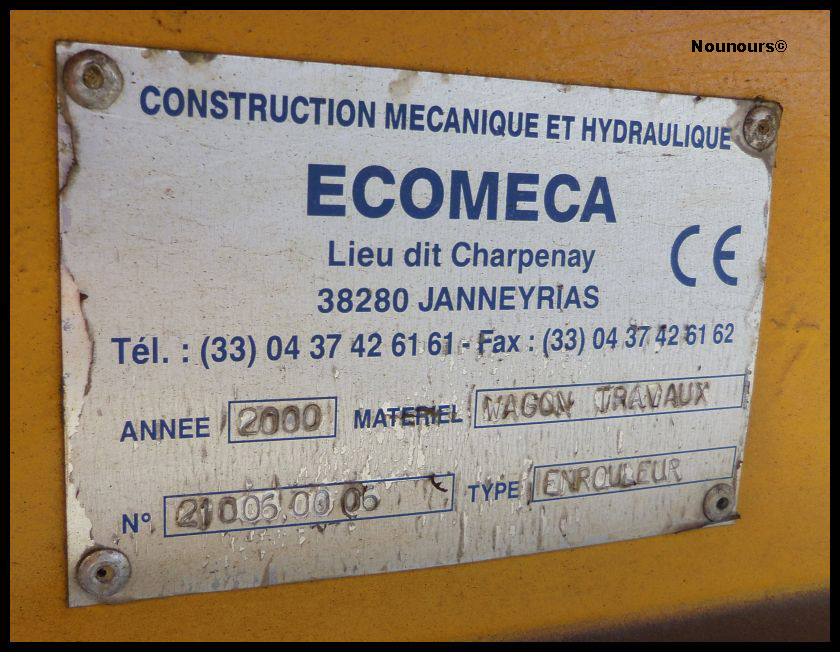 Nounours©
CONSTRUCTION MECANIQUE ET HYDRAULIQUE
ECOMECA
Lieu dit Charpenay
38280 JANNEYRIAS
CE
Tél. : (33) 04 37 42 61 61 - Fax : (33) 04 37 42 61 62
ANNEE 2000 MATERIEL WAGON TRAVAUX
N° 21006 00 06 TYPE ENROULEUR